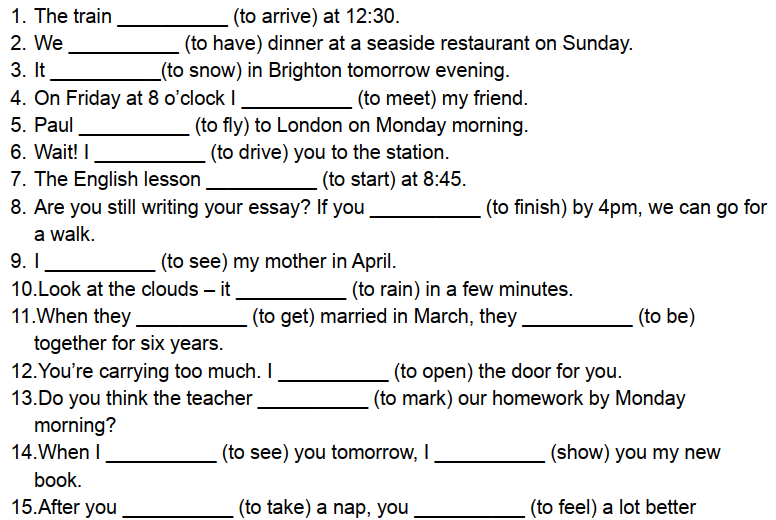 1. The train __________ (to arrive) at 12:30.
2. We __________ (to have) dinner at a seaside restaurant on Sunday.
3. It __________(to snow) in Brighton tomorrow evening.
4. On Friday at 8 o’clock I __________ (to meet) my friend.
5. Paul __________ (to fly) to London on Monday morning.
6. Wait! I __________ (to drive) you to the station.
7. The English lesson __________ (to start) at 8:45.
8. Are you still writing your essay? If you __________ (to finish) by 4pm, we can go for
a walk.
9. I __________ (to see) my mother in April.
10.Look at the clouds – it __________ (to rain) in a few minutes.
11.When they __________ (to get) married in March, they __________ (to be)
together for six years.
12.You’re carrying too much. I __________ (to open) the door for you.
13.Do you think the teacher __________ (to mark) our homework by Monday
morning?
14.When I __________ (to see) you tomorrow, I __________ (show) you my new
book.
15.After you __________ (to take) a nap, you __________ (to feel) a lot better